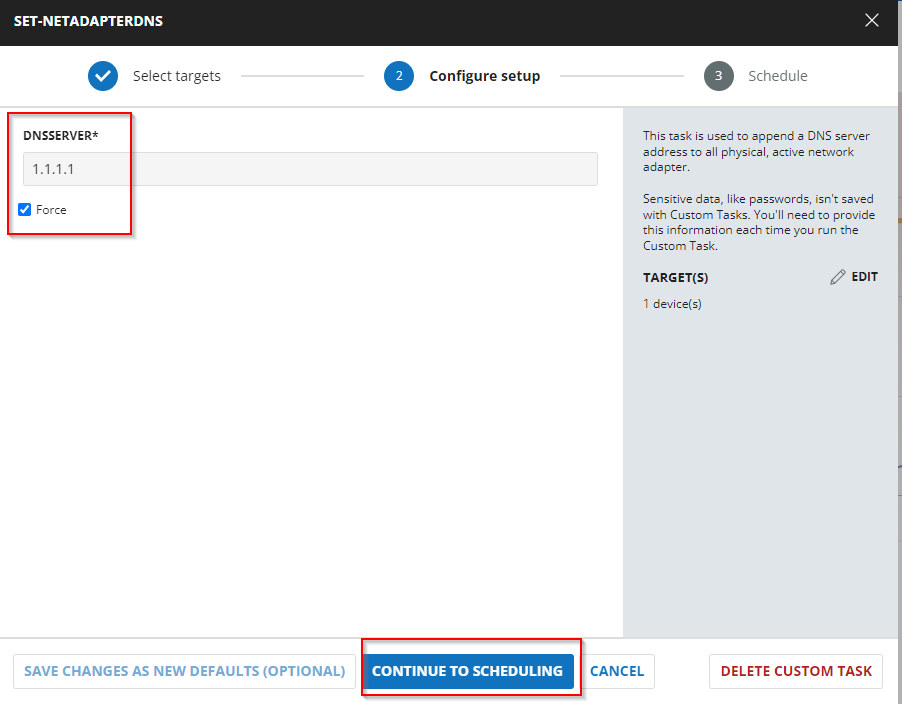 SET-NETADAPTERDNS
Select targets
2
Configure setup
3
Schedule
DNSSERVER*
1.1.1.1
Force
This task is used to append a DNS server
address to all physical, active network
adapter.
Sensitive data, like passwords, isn't saved
with Custom Tasks. You'll need to provide
this information each time you run the
Custom Task.
TARGET(S)
EDIT
1 device(s)
SAVE CHANGES AS NEW DEFAULTS (OPTIONAL)
CONTINUE TO SCHEDULING
CANCEL
DELETE CUSTOM TASK